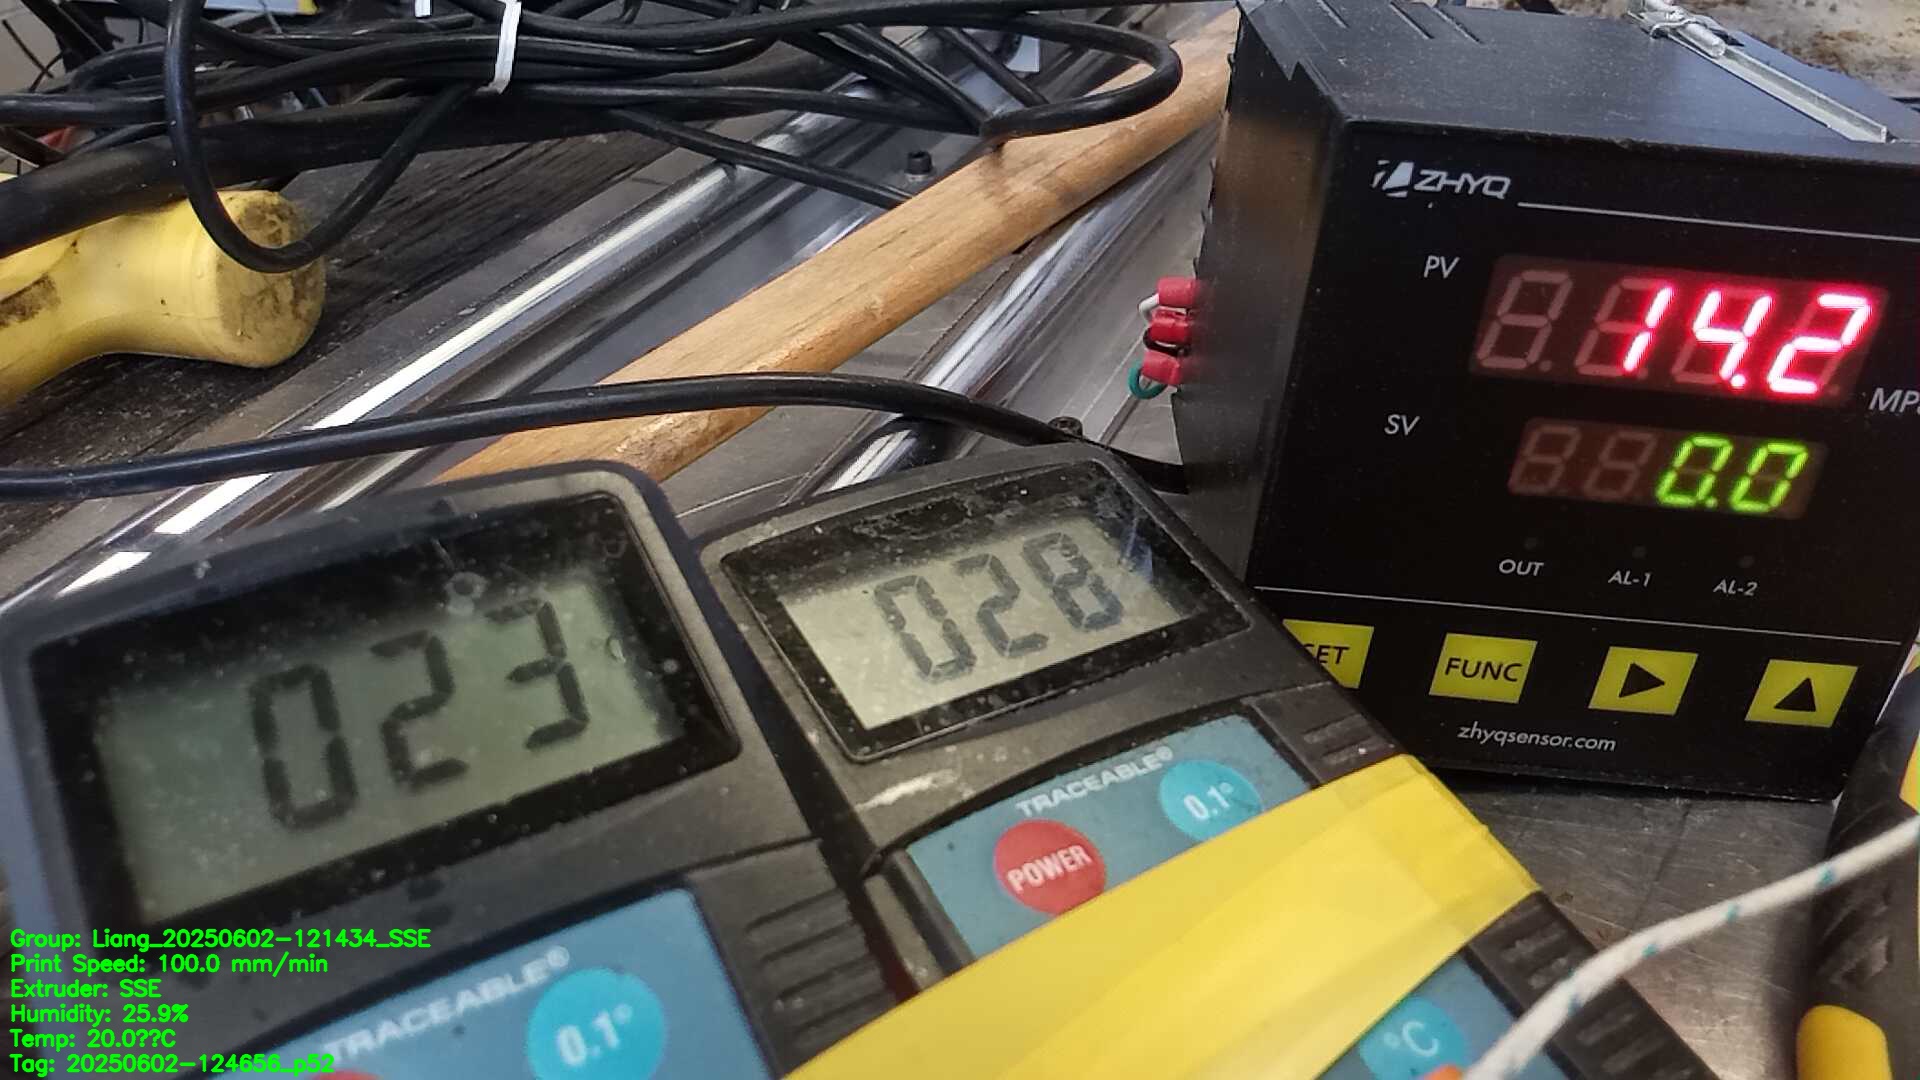 ZHYQ
PV
14.2
SV
0.0
OUT AL-1 AL-2
FUNC
zhyqsensor.com
023
028
TRACEABLE®
POWER
0.1°
TRACEABLE®
0.1°
°C
Group: Liang_20250602-121434_SSE
Print Speed: 100.0 mm/min
Extruder: SSE
Humidity: 25.9%
Temp: 20.0??C
Tag: 20250602-124656_p52